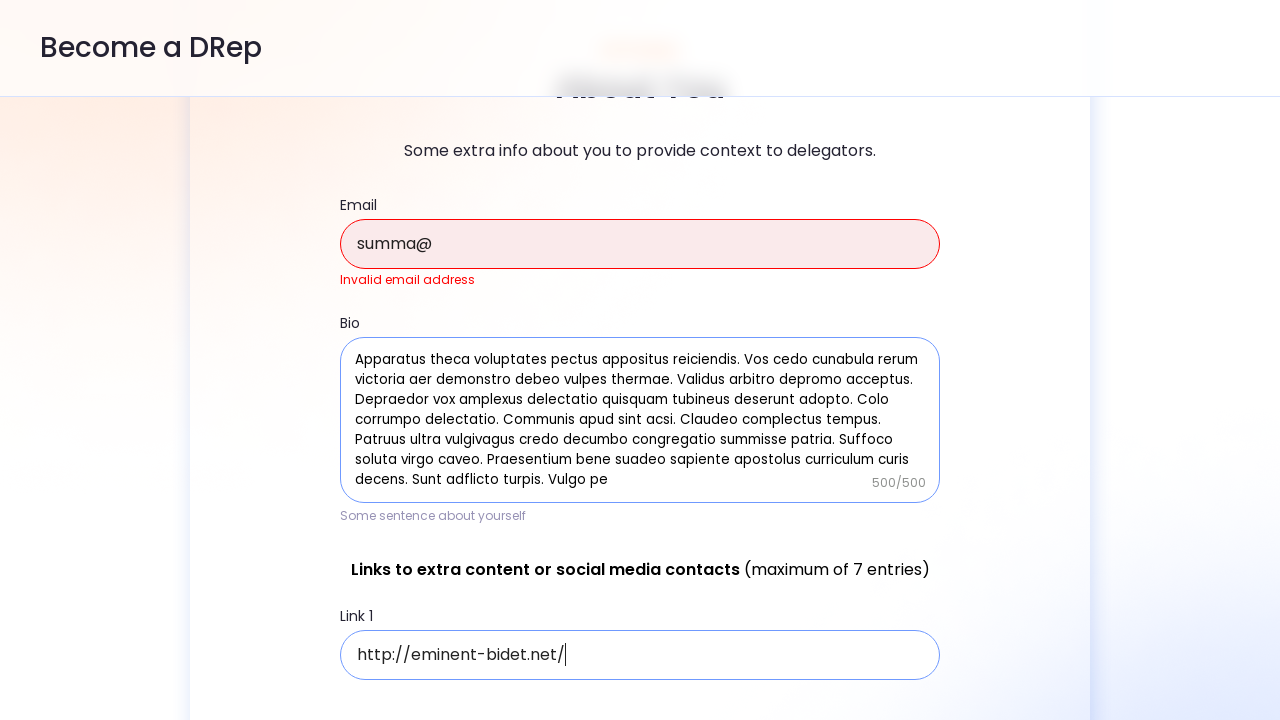 Become a DRep
About You
Some extra info about you to provide context to delegators.
Email
summa@
Invalid email address
Bio
Apparatus theca voluptates pectus appositus reiciendis. Vos cedo cunabula rerum
victoria aer demonstro debeo vulpes thermae. Validus arbitro depromo acceptus.
Depraedor vox amplexus delectatio quisquam tubineus deserunt adopto. Colo
corrumpo delectatio. Communis apud sint acsi. Claudeo complectus tempus.
Patruus ultra vulgivagus credo decumbo congregatio summisse patria. Suffoco
soluta virgo caveo. Praesentium bene suadeo sapiente apostolus curriculum curis
decens. Sunt adflicto turpis. Vulgo pe
500/500
Some sentence about yourself
Links to extra content or social media contacts (maximum of 7 entries)
Link 1
http://eminent-bidet.net/